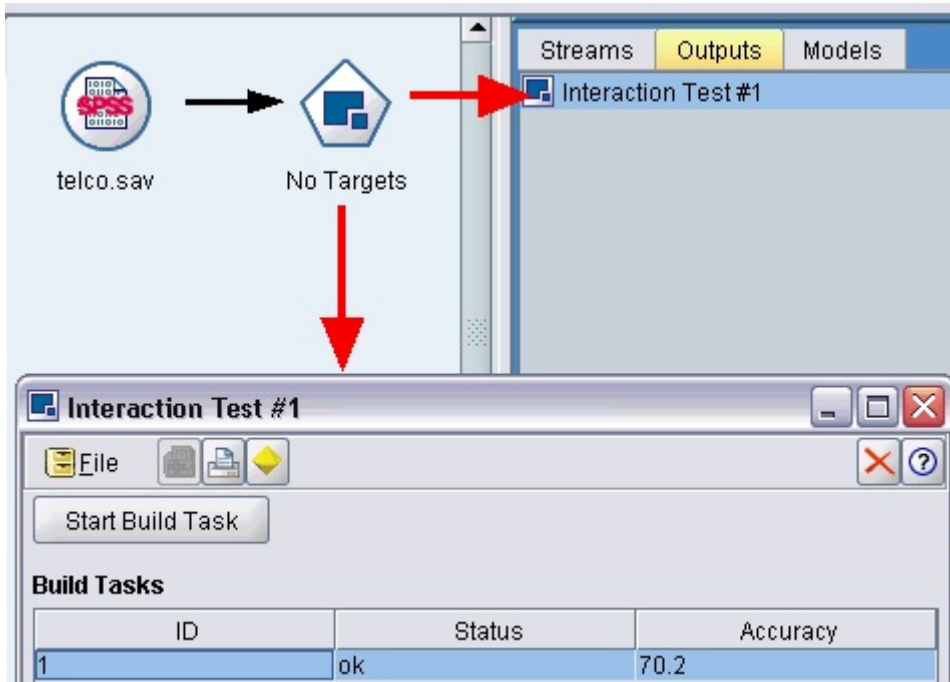 Streams Outputs Models
Interaction Test #1
SPSS
telco.sav
No Targets
Interaction Test #1
File
Start Build Task
Build Tasks
ID Status Accuracy
1 ok 70.2